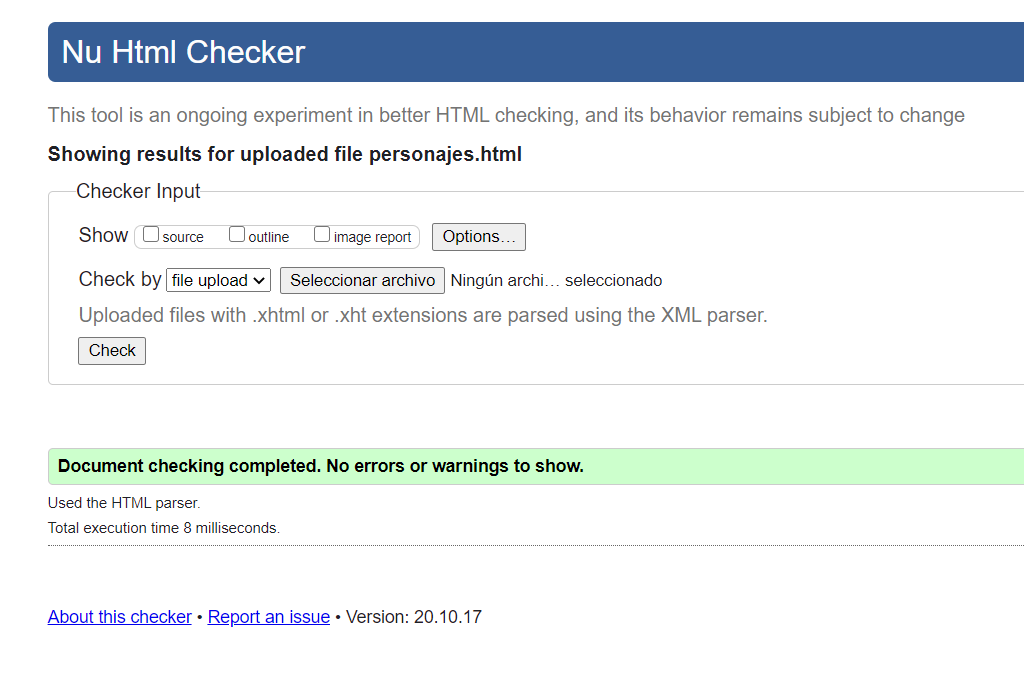 Nu Html Checker
This tool is an ongoing experiment in better HTML checking, and its behavior remains subject to change
Showing results for uploaded file personajes.html
Checker Input
Show source outline image report Options…
Check by file upload Seleccionar archivo Ningún archi… seleccionado
Uploaded files with .xhtml or .xht extensions are parsed using the XML parser.
Check
Document checking completed. No errors or warnings to show.
Used the HTML parser.
Total execution time 8 milliseconds.
About this checker • Report an issue • Version: 20.10.17